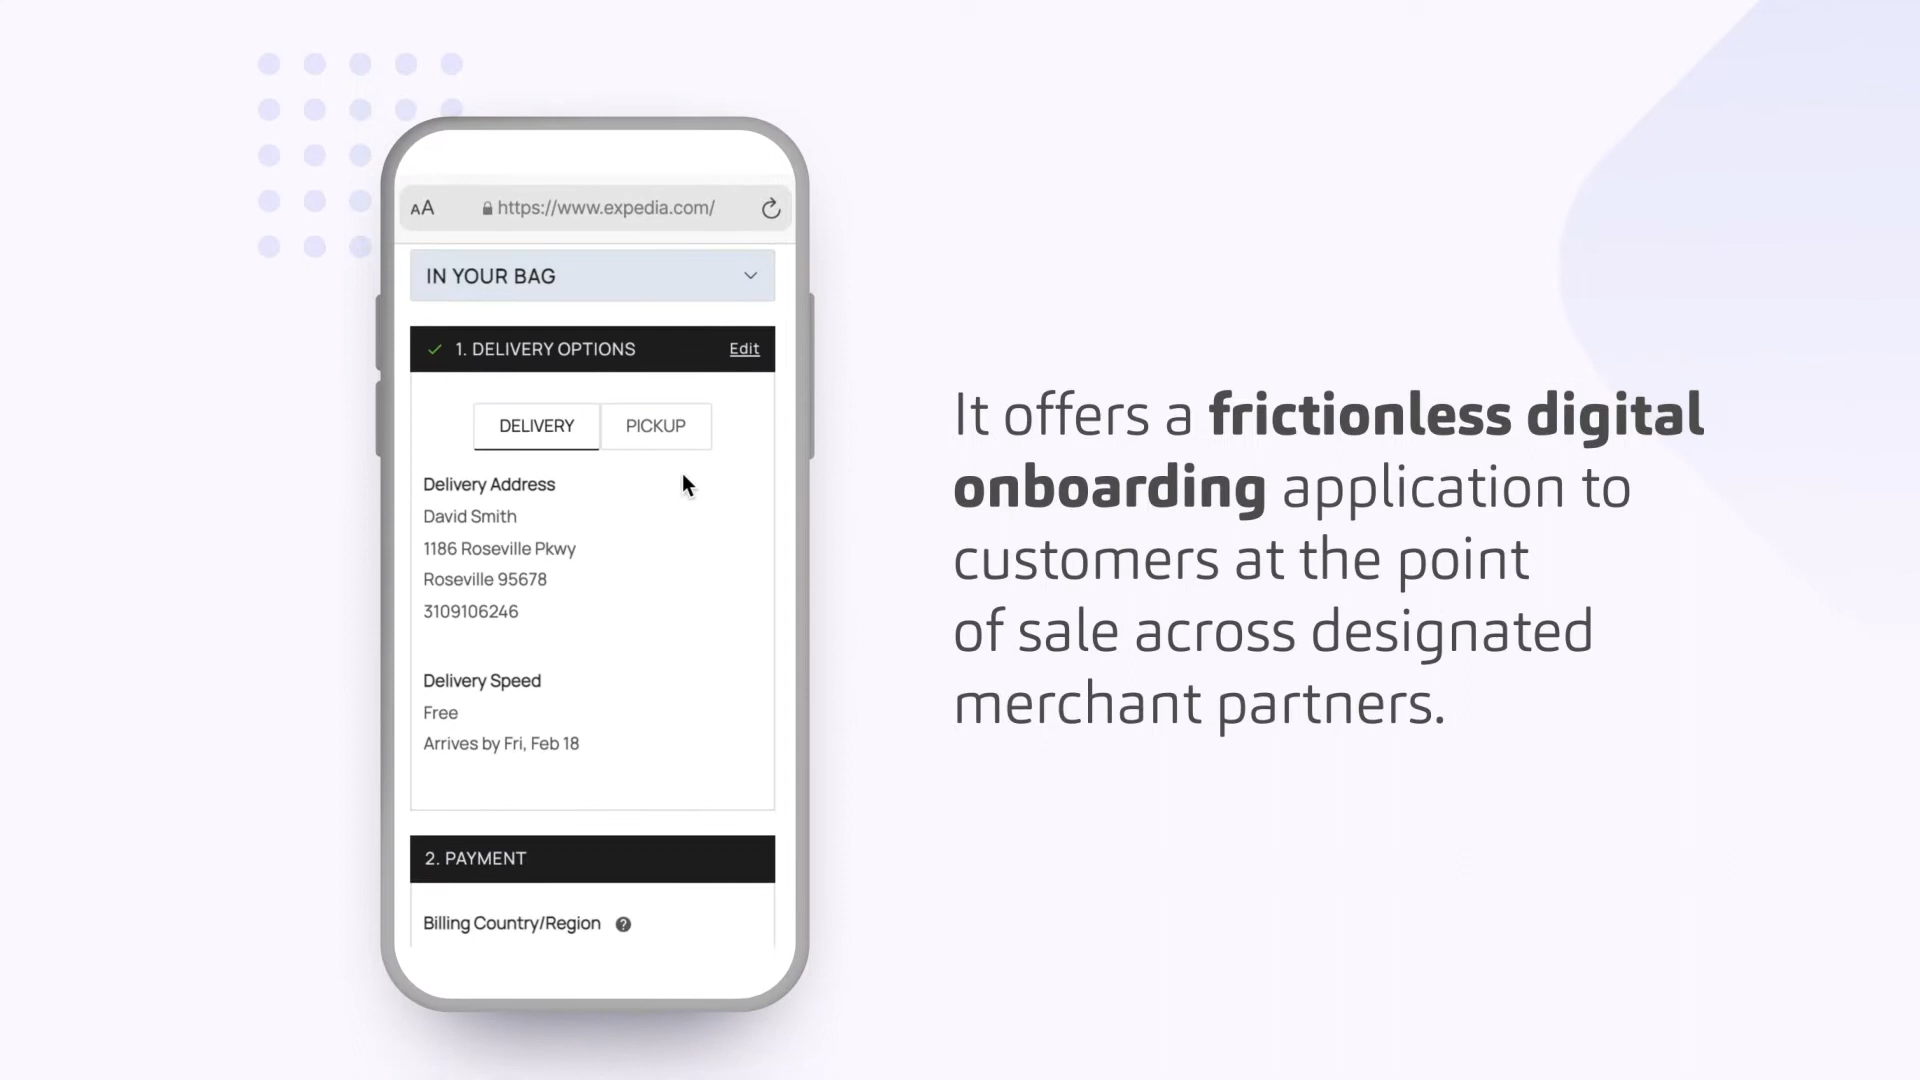 AA https://www.expedia.com/
IN YOUR BAG
1. DELIVERY OPTIONS Edit
DELIVERY PICKUP
Delivery Address
David Smith
1186 Roseville Pkwy
Roseville 95678
3109106246
Delivery Speed
Free
Arrives by Fri, Feb 18
2. PAYMENT
Billing Country/Region ?
It offers a frictionless digital
onboarding application to
customers at the point
of sale across designated
merchant partners.